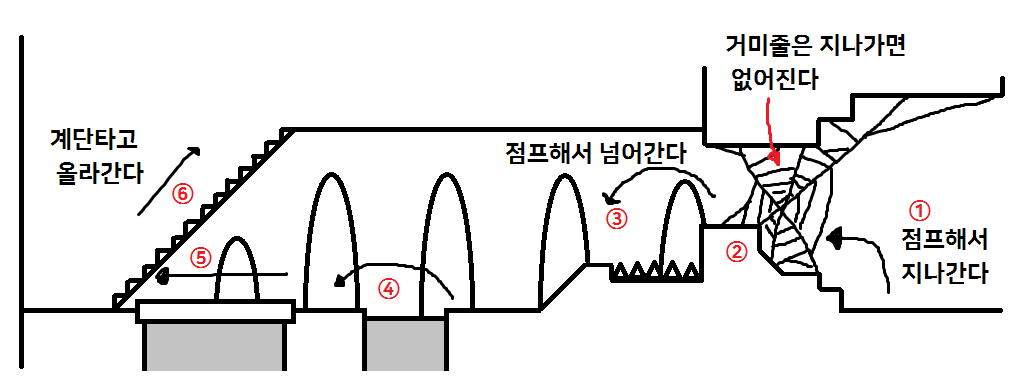 거미줄은 지나가면
없어진다
계단타고
올라간다
⑥
점프해서 넘어간다
③
①
점프해서
지나간다
②
⑤
④